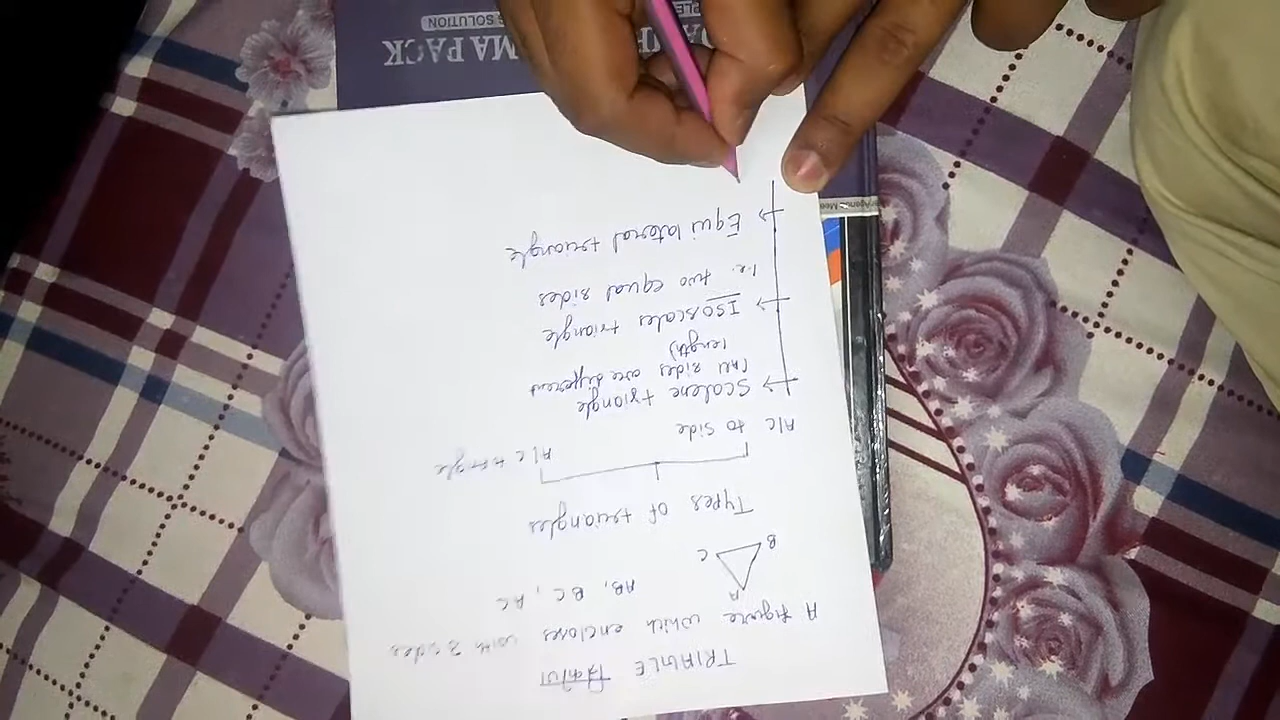 TRIANGLE
A figure which encloses with 3 sides
A
B
C
AB, BC, AC
Types of triangles
A/c to side
A/c to Angle
Scalene triangle
(All sides are different
length)
Isoscales triangle
i.e. two equal sides
Equilateral triangle
MA PACK
SOLUTION